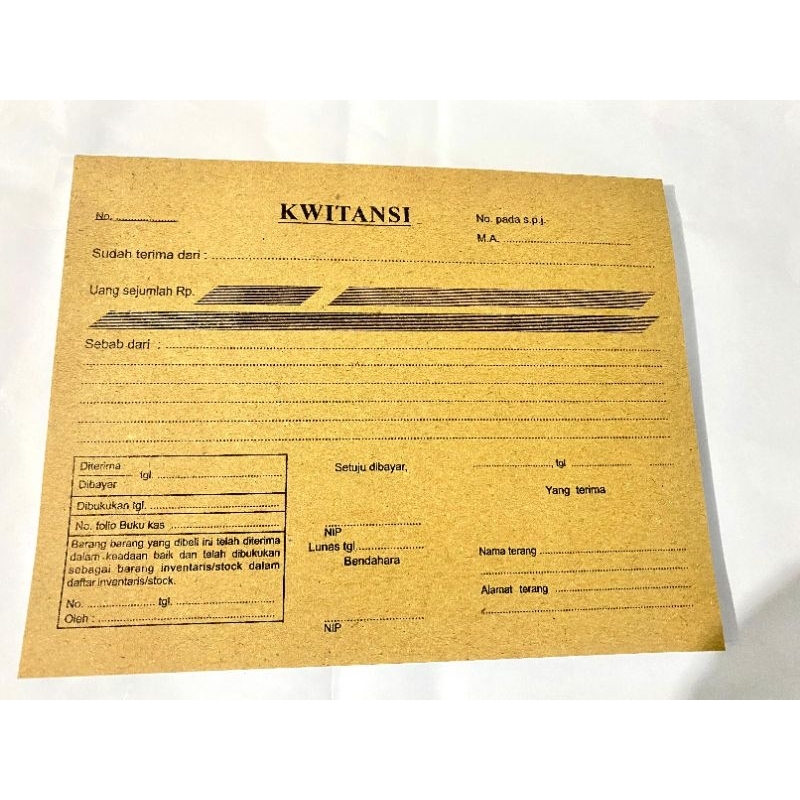 KWITANSI
No. ....................
No. pada s.p.j.-
M.A. ........................................
Sudah terima dari : ............................................................
Uang sejumlah Rp.
Sebab dari : ............................................................
Diterima
tgl. ........................................
Dibayar
Dibukukan tgl. ........................................
No. folio Buku kas ........................................
Barang barang yang dibeli ini telah diterima
dalam keadaan baik dan telah dibukukan
sebagai barang inventaris/stock dalam
daftar inventaris/stock.
No. .................... tgl. ....................
Oleh : ........................................
Setuju dibayar,
NIP
Lunas tgl. ....................
Bendahara
NIP
...................., tgl .......... ..........
Yang terima
Nama terang ........................................
Alamat terang ........................................